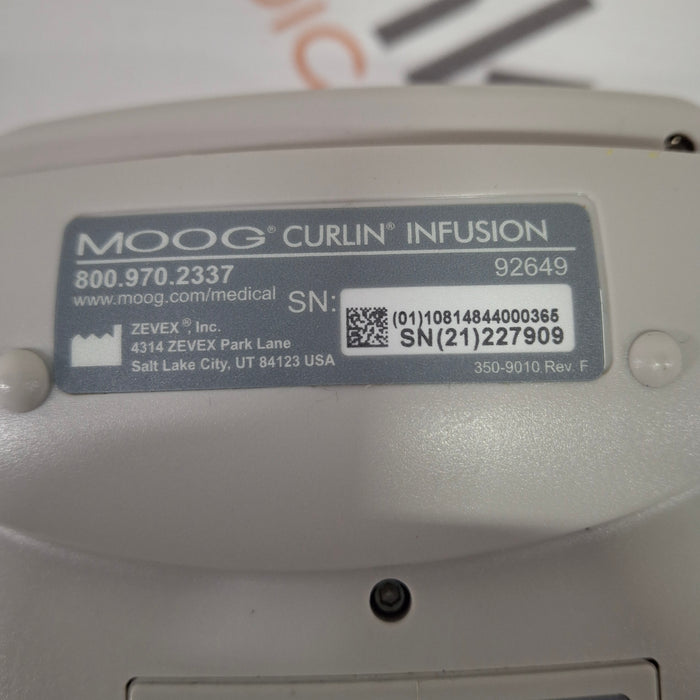 MOOG® CURLIN® INFUSION
800.970.2337
92649
www.moog.com/medical
SN:
(01)10814844000365
SN(21)227909
ZEVEX®, Inc.
4314 ZEVEX Park Lane
Salt Lake City, UT 84123 USA
350-9010 Rev. F